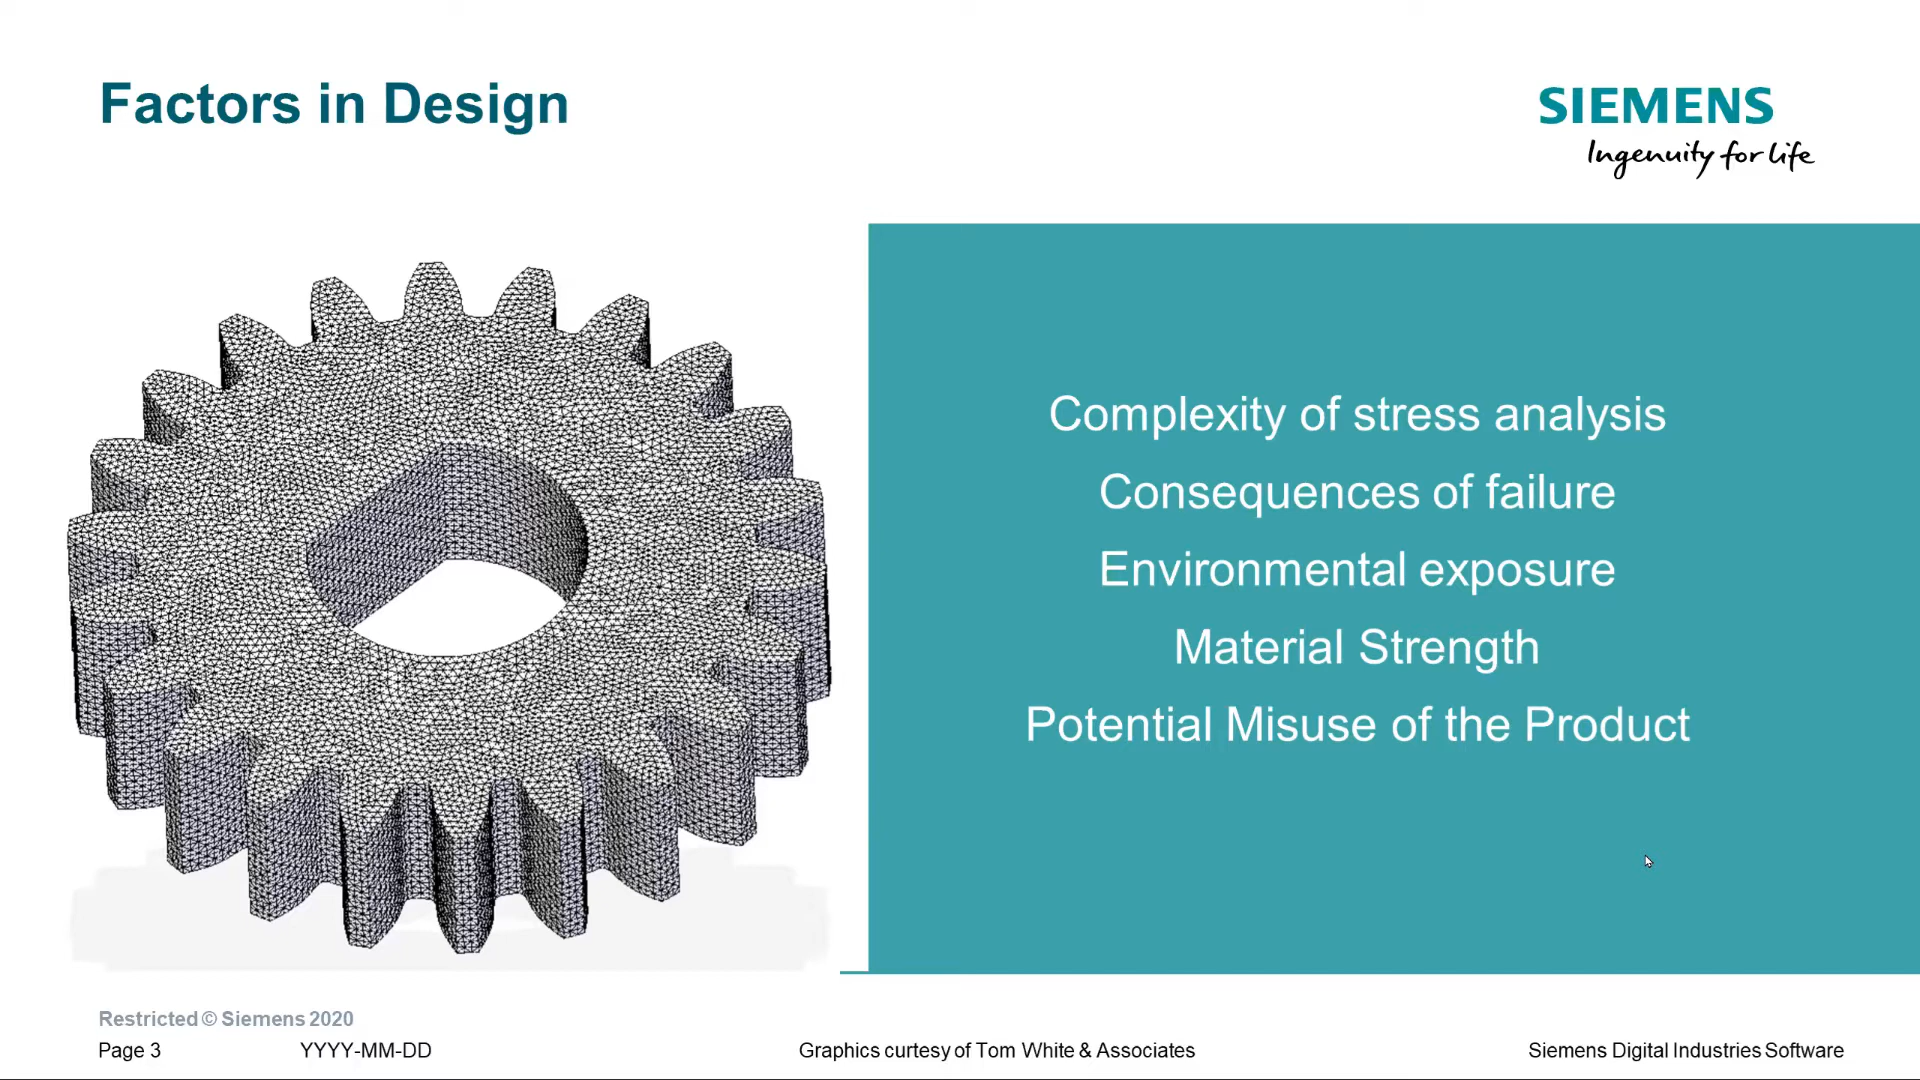 Factors in Design
SIEMENS
Ingenuity for life
Complexity of stress analysis
Consequences of failure
Environmental exposure
Material Strength
Potential Misuse of the Product
Restricted © Siemens 2020
Page 3
YYYY-MM-DD
Graphics curtesy of Tom White & Associates
Siemens Digital Industries Software